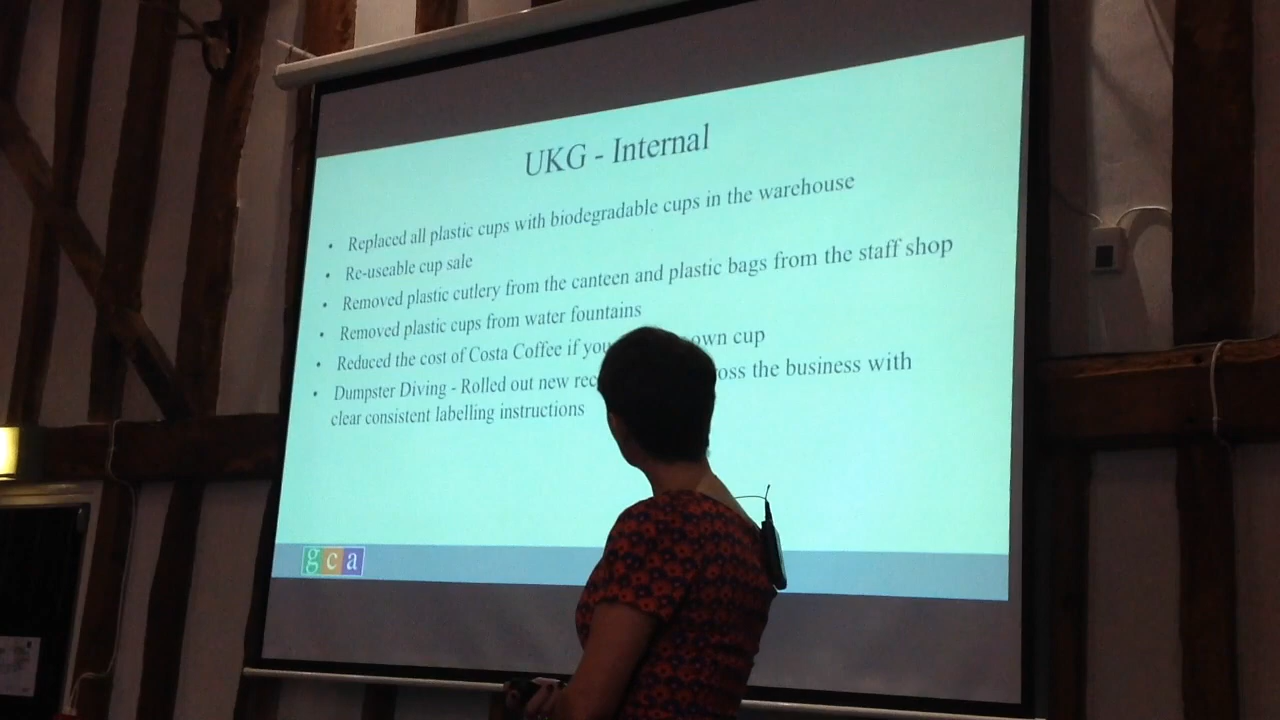 UKG - Internal
• Replaced all plastic cups with biodegradable cups in the warehouse
• Re-useable cup sale
• Removed plastic cutlery from the canteen and plastic bags from the staff shop
• Removed plastic cups from water fountains
• Reduced the cost of Costa Coffee if you own cup
• Dumpster Diving - Rolled out new the business with
clear consistent labelling instructions
gca